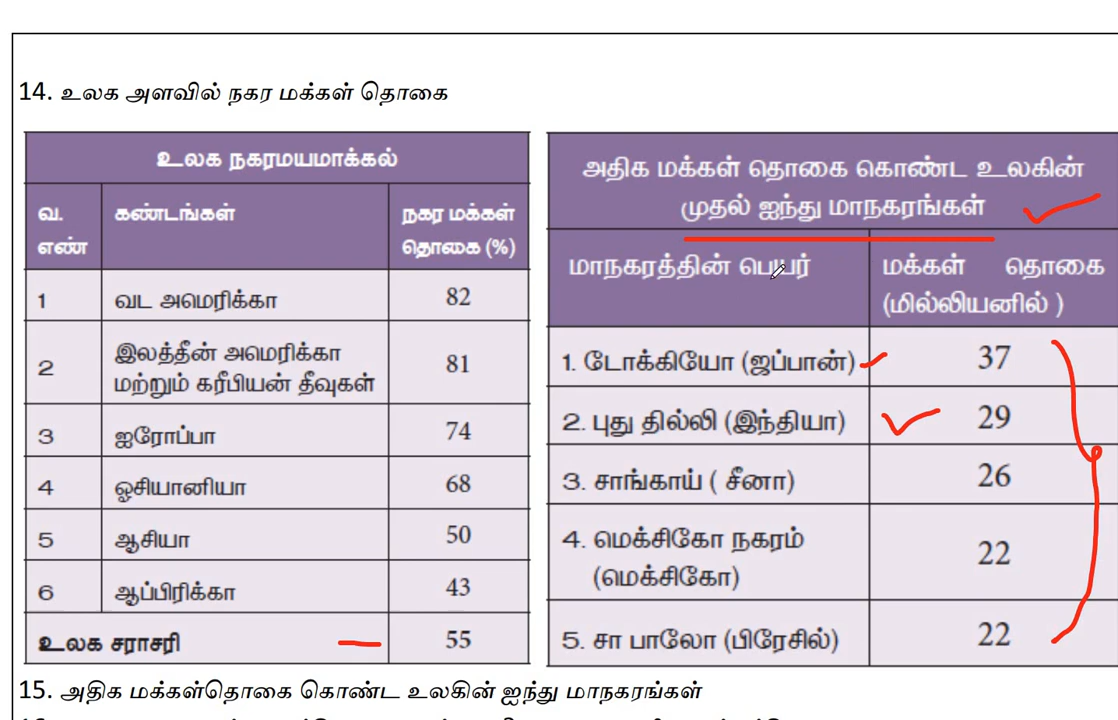 14. உலக அளவில் நகர மக்கள் தொகை
உலக நகரமயமாக்கல்
வ. எண்
கண்டங்கள்
நகர மக்கள் தொகை (%)
1 வட அமெரிக்கா 82
2 இலத்தீன் அமெரிக்கா மற்றும் கரீபியன் தீவுகள் 81
3 ஐரோப்பா 74
4 ஓசியானியா 68
5 ஆசியா 50
6 ஆப்பிரிக்கா 43
உலக சராசரி 55
அதிக மக்கள் தொகை கொண்ட உலகின்
முதல் ஐந்து மாநகரங்கள்
மாநகரத்தின் பெயர்
மக்கள் தொகை
(மில்லியனில் )
1. டோக்கியோ (ஜப்பான்) 37
2. புது தில்லி (இந்தியா) 29
3. சாங்காய் ( சீனா) 26
4. மெக்சிகோ நகரம் (மெக்சிகோ) 22
5. சா பாலோ (பிரேசில்) 22
15. அதிக மக்கள்தொகை கொண்ட உலகின் ஐந்து மாநகரங்கள்